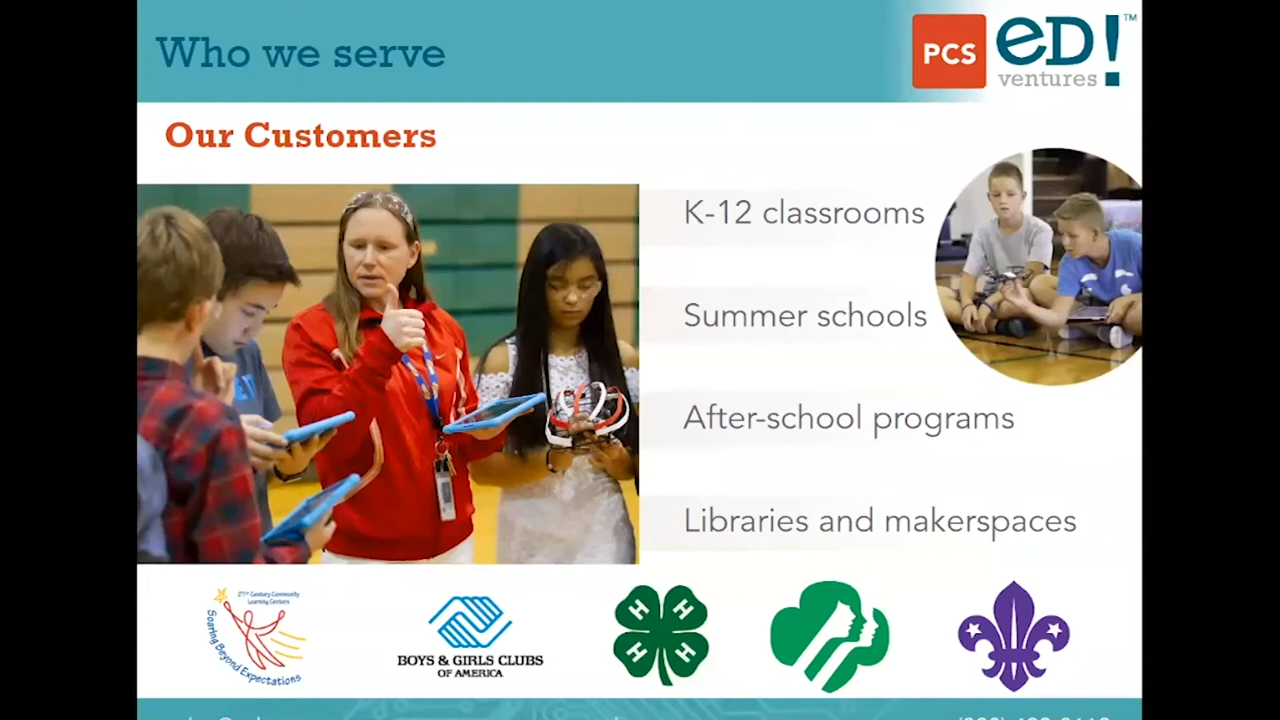 Who we serve
PCS
eD!™
ventures
Our Customers
K-12 classrooms
Summer schools
After-school programs
Libraries and makerspaces
21st Century Community
Learning Centers
Soaring Beyond Expectations
BOYS & GIRLS CLUBS
OF AMERICA
H H
H H